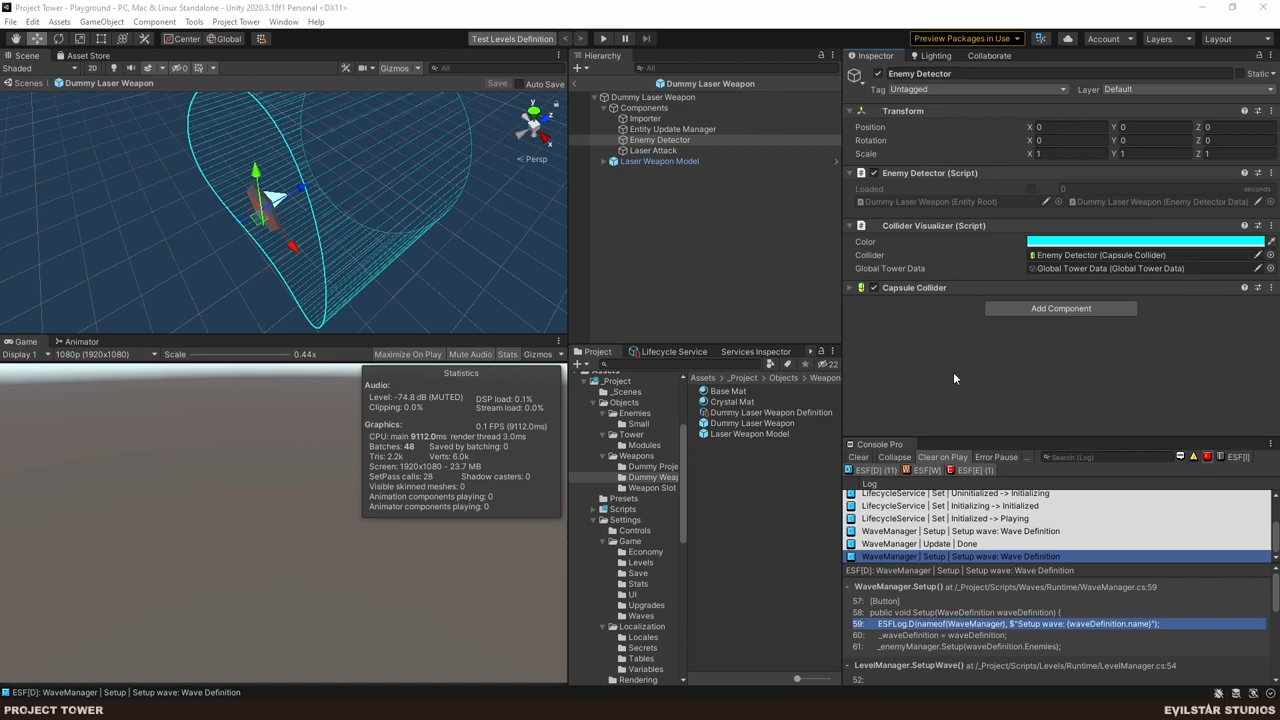 Project Tower - Playground - PC, Mac & Linux Standalone - Unity 2020.3.18f1 Personal <DX11>
File Edit Assets GameObject Component Tools Project Tower Window Help
Center Global Test Levels Definition Preview Packages in Use Account Layers Layout
Scene Asset Store
Shaded 2D 0 Gizmos All
Scenes Dummy Laser Weapon Save Auto Save
y
z
x
Persp
Hierarchy
All
Dummy Laser Weapon
Dummy Laser Weapon
Components
Importer
Entity Update Manager
Enemy Detector
Laser Attack
Laser Weapon Model
Inspector Lighting Collaborate
Enemy Detector Static
Tag Untagged Layer Default
Transform
Position X 0 Y 0 Z 0
Rotation X 0 Y 0 Z 0
Scale X 1 Y 1 Z 1
Enemy Detector (Script)
Loaded 0 seconds
Dummy Laser Weapon (Entity Root) Dummy Laser Weapon (Enemy Detector Data)
Collider Visualizer (Script)
Color
Collider Enemy Detector (Capsule Collider)
Global Tower Data Global Tower Data (Global Tower Data)
Capsule Collider
Add Component
Game Animator
Display 1 1080p (1920x1080) Scale 0.44x Maximize On Play Mute Audio Stats Gizmos
Statistics
Audio:
Level: -74.8 dB (MUTED) DSP load: 0.1%
Clipping: 0.0% Stream load: 0.0%
Graphics: 0.1 FPS (9112.0ms)
CPU: main 9112.0ms render thread 3.0ms
Batches: 48 Saved by batching: 0
Tris: 2.2k Verts: 6.0k
Screen: 1920x1080 - 23.7 MB
SetPass calls: 28 Shadow casters: 0
Visible skinned meshes: 0
Animation components playing: 0
Animator components playing: 0
Project Lifecycle Service Services Inspector
22
Assets
_Project
_Scenes
Objects
Enemies
Small
Tower
Modules
Weapons
Dummy Proje
Dummy Weap
Weapon Slot
Presets
Scripts
Settings
Controls
Game
Economy
Levels
Save
Stats
UI
Upgrades
Waves
Localization
Locales
Secrets
Tables
Variables
Rendering
Assets _Project Objects Weapon
Base Mat
Crystal Mat
Dummy Laser Weapon Definition
Dummy Laser Weapon
Laser Weapon Model
Console Pro
Clear Collapse Clear on Play Error Pause ... Search (Log) ESF[I]
ESF[D] (11) ESF[W] ESF[E] (1)
Log
LifecycleService | Set | Uninitialized -> Initializing
LifecycleService | Set | Initializing -> Initialized
LifecycleService | Set | Initialized -> Playing
WaveManager | Setup | Setup wave: Wave Definition
WaveManager | Update | Done
WaveManager | Setup | Setup wave: Wave Definition
ESF[D]: WaveManager | Setup | Setup wave: Wave Definition
- WaveManager.Setup() at /_Project/Scripts/Waves/Runtime/WaveManager.cs:59
57: [Button]
58: public void Setup(WaveDefinition waveDefinition) {
59: ESFLog.D(nameof(WaveManager), $"Setup wave: {waveDefinition.name}");
60: _waveDefinition = waveDefinition;
61: _enemyManager.Setup(waveDefinition.Enemies);
- LevelManager.SetupWave() at /_Project/Scripts/Levels/Runtime/LevelManager.cs:54
52:
ESF[D]: WaveManager | Setup | Setup wave: Wave Definition
PROJECT TOWER EVILSTAR STUDIOS